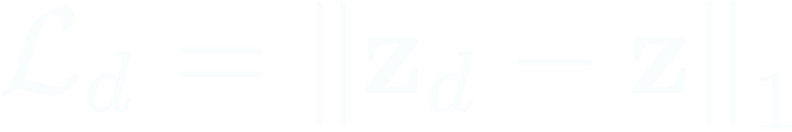 ℒ_d = ‖𝐳_d − 𝐳‖_1